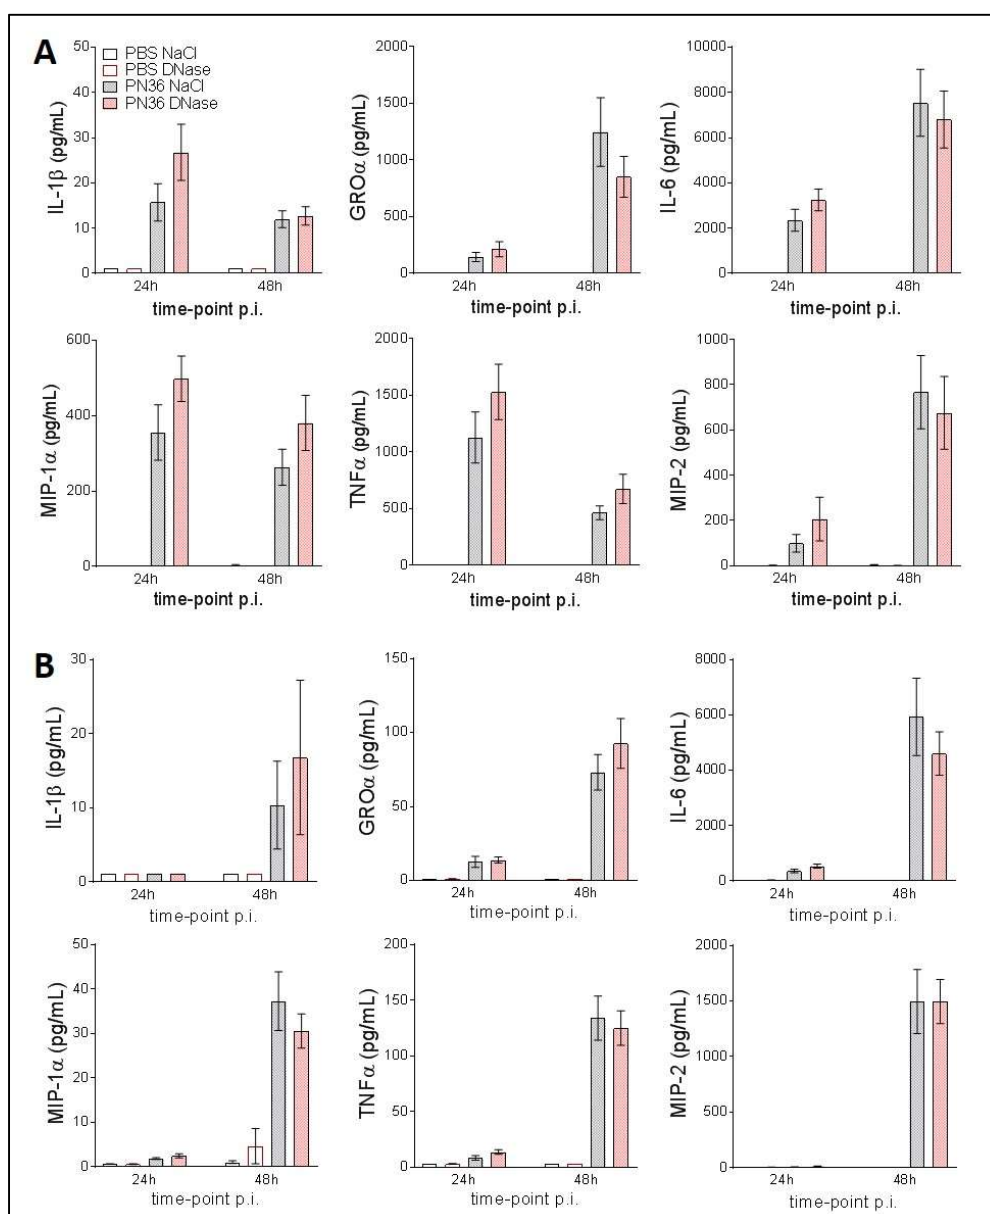 A
50
40
30
20
10
0
IL-1β (pg/mL)
PBS NaCl
PBS DNase
PN36 NaCl
PN36 DNase
24h 48h
time-point p.i.
2000
1500
1000
500
0
GROα (pg/mL)
24h 48h
time-point p.i.
10000
8000
6000
4000
2000
0
IL-6 (pg/mL)
24h 48h
time-point p.i.
600
400
200
0
MIP-1α (pg/mL)
24h 48h
time-point p.i.
2000
1500
1000
500
0
TNFα (pg/mL)
24h 48h
time-point p.i.
1000
800
600
400
200
0
MIP-2 (pg/mL)
24h 48h
time-point p.i.
B
30
20
10
0
IL-1β (pg/mL)
24h 48h
time-point p.i.
150
100
50
0
GROα (pg/mL)
24h 48h
time-point p.i.
8000
6000
4000
2000
0
IL-6 (pg/mL)
24h 48h
time-point p.i.
50
40
30
20
10
0
MIP-1α (pg/mL)
24h 48h
time-point p.i.
200
150
100
50
0
TNFα (pg/mL)
24h 48h
time-point p.i.
2000
1500
1000
500
0
MIP-2 (pg/mL)
24h 48h
time-point p.i.